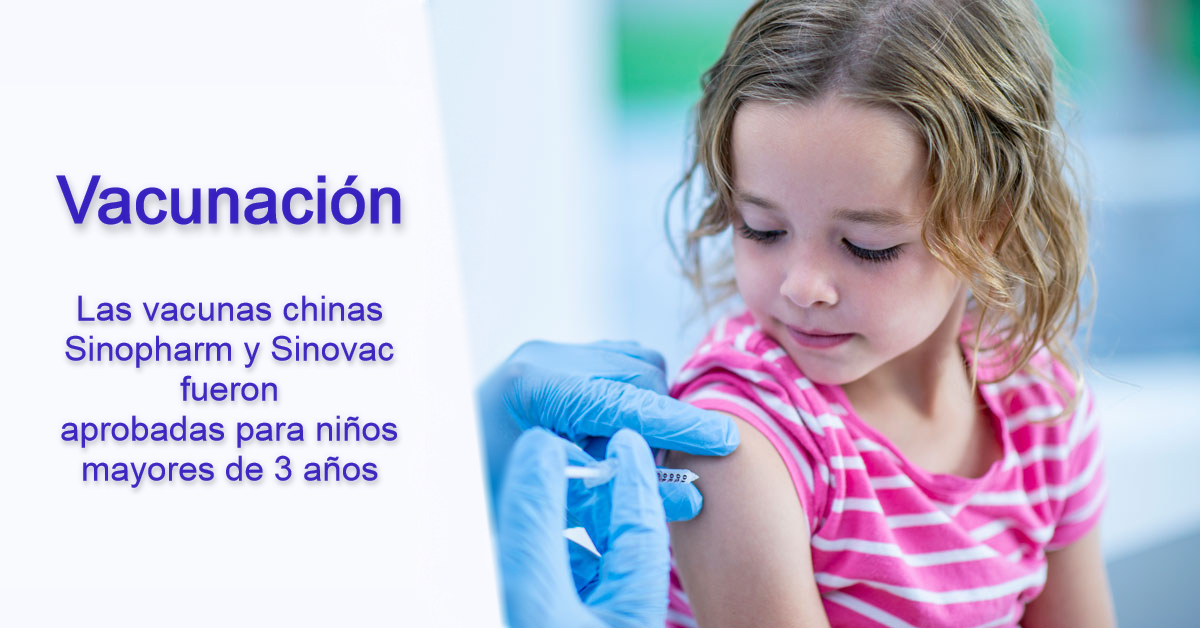 Vacunación
Las vacunas chinas
Sinopharm y Sinovac
fueron
aprobadas para niños
mayores de 3 años